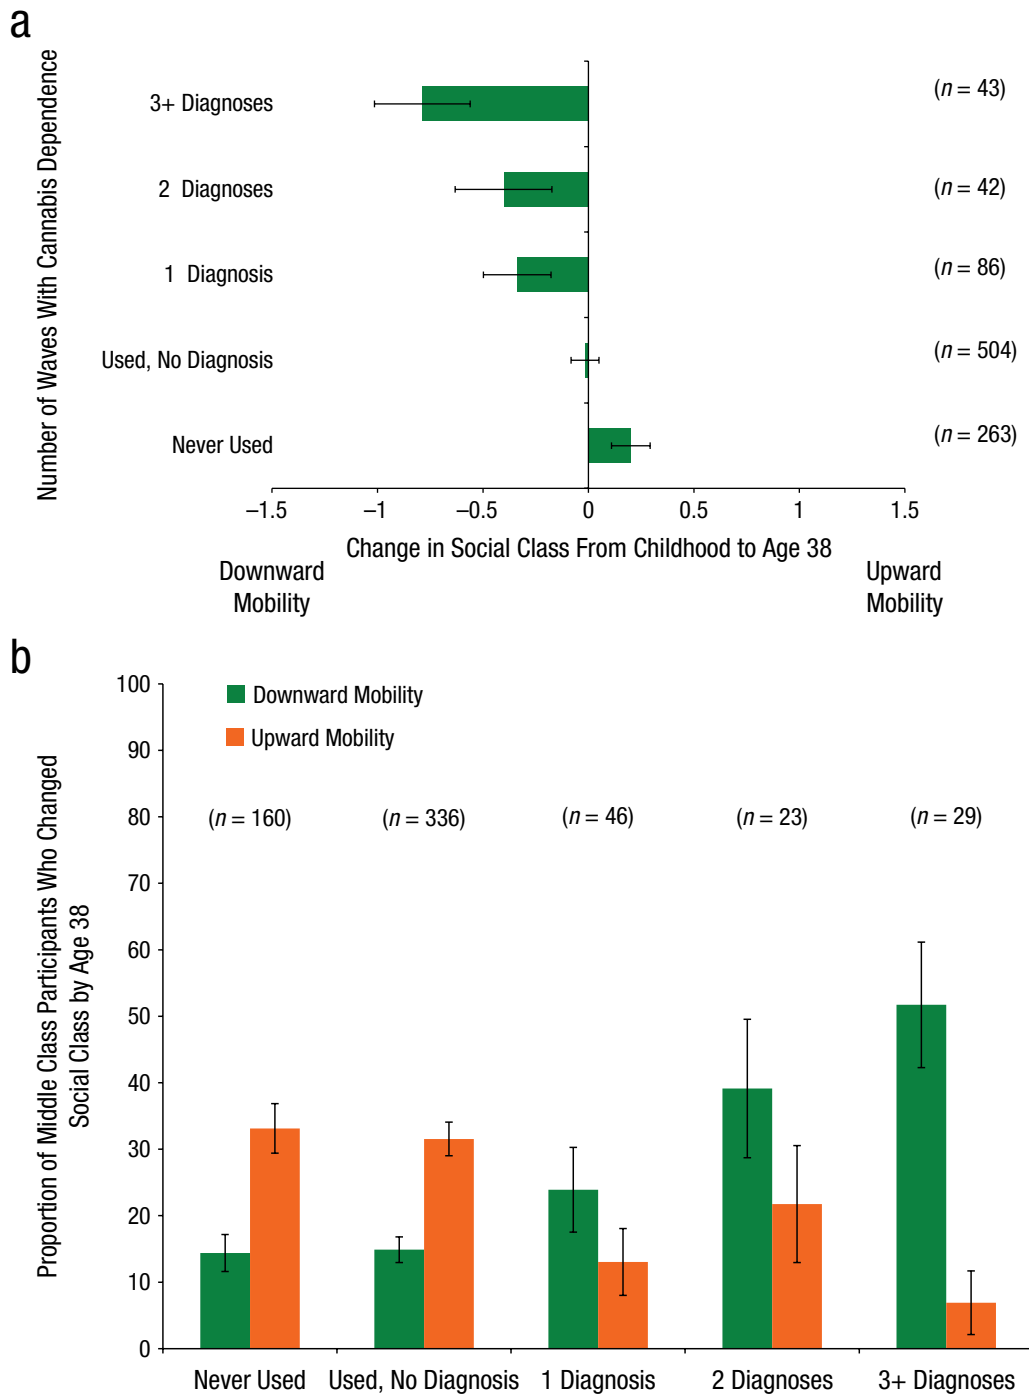 a
Number of Waves With Cannabis Dependence
3+ Diagnoses
(n = 43)
2 Diagnoses
(n = 42)
1 Diagnosis
(n = 86)
Used, No Diagnosis
(n = 504)
Never Used
(n = 263)
–1.5 –1 –0.5 0 0.5 1 1.5
Change in Social Class From Childhood to Age 38
Downward
Mobility
Upward
Mobility
b
Proportion of Middle Class Participants Who Changed
Social Class by Age 38
100
90
80
70
60
50
40
30
20
10
0
Downward Mobility
Upward Mobility
(n = 160) (n = 336) (n = 46) (n = 23) (n = 29)
Never Used Used, No Diagnosis 1 Diagnosis 2 Diagnoses 3+ Diagnoses